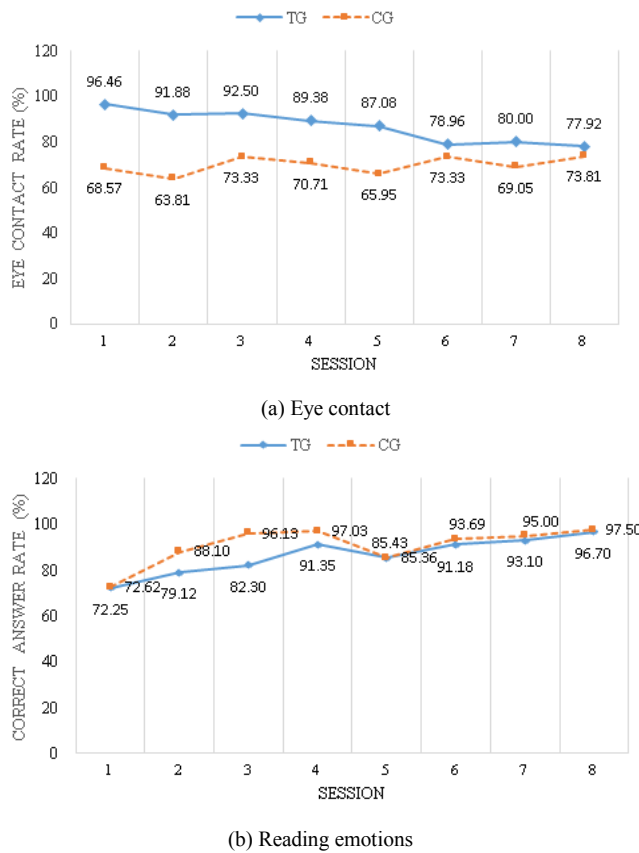 TG CG
EYE CONTACT RATE (%)
120
100
80
60
40
20
0
96.46 91.88 92.50 89.38 87.08 78.96 80.00 77.92
68.57 63.81 73.33 70.71 65.95 73.33 69.05 73.81
1 2 3 4 5 6 7 8
SESSION
(a) Eye contact
TG CG
CORRECT ANSWER RATE (%)
120
100
80
60
40
20
0
72.62 88.10 96.13 97.03 85.43 93.69 95.00 97.50
72.25 79.12 82.30 91.35 85.36 91.18 93.10 96.70
1 2 3 4 5 6 7 8
SESSION
(b) Reading emotions